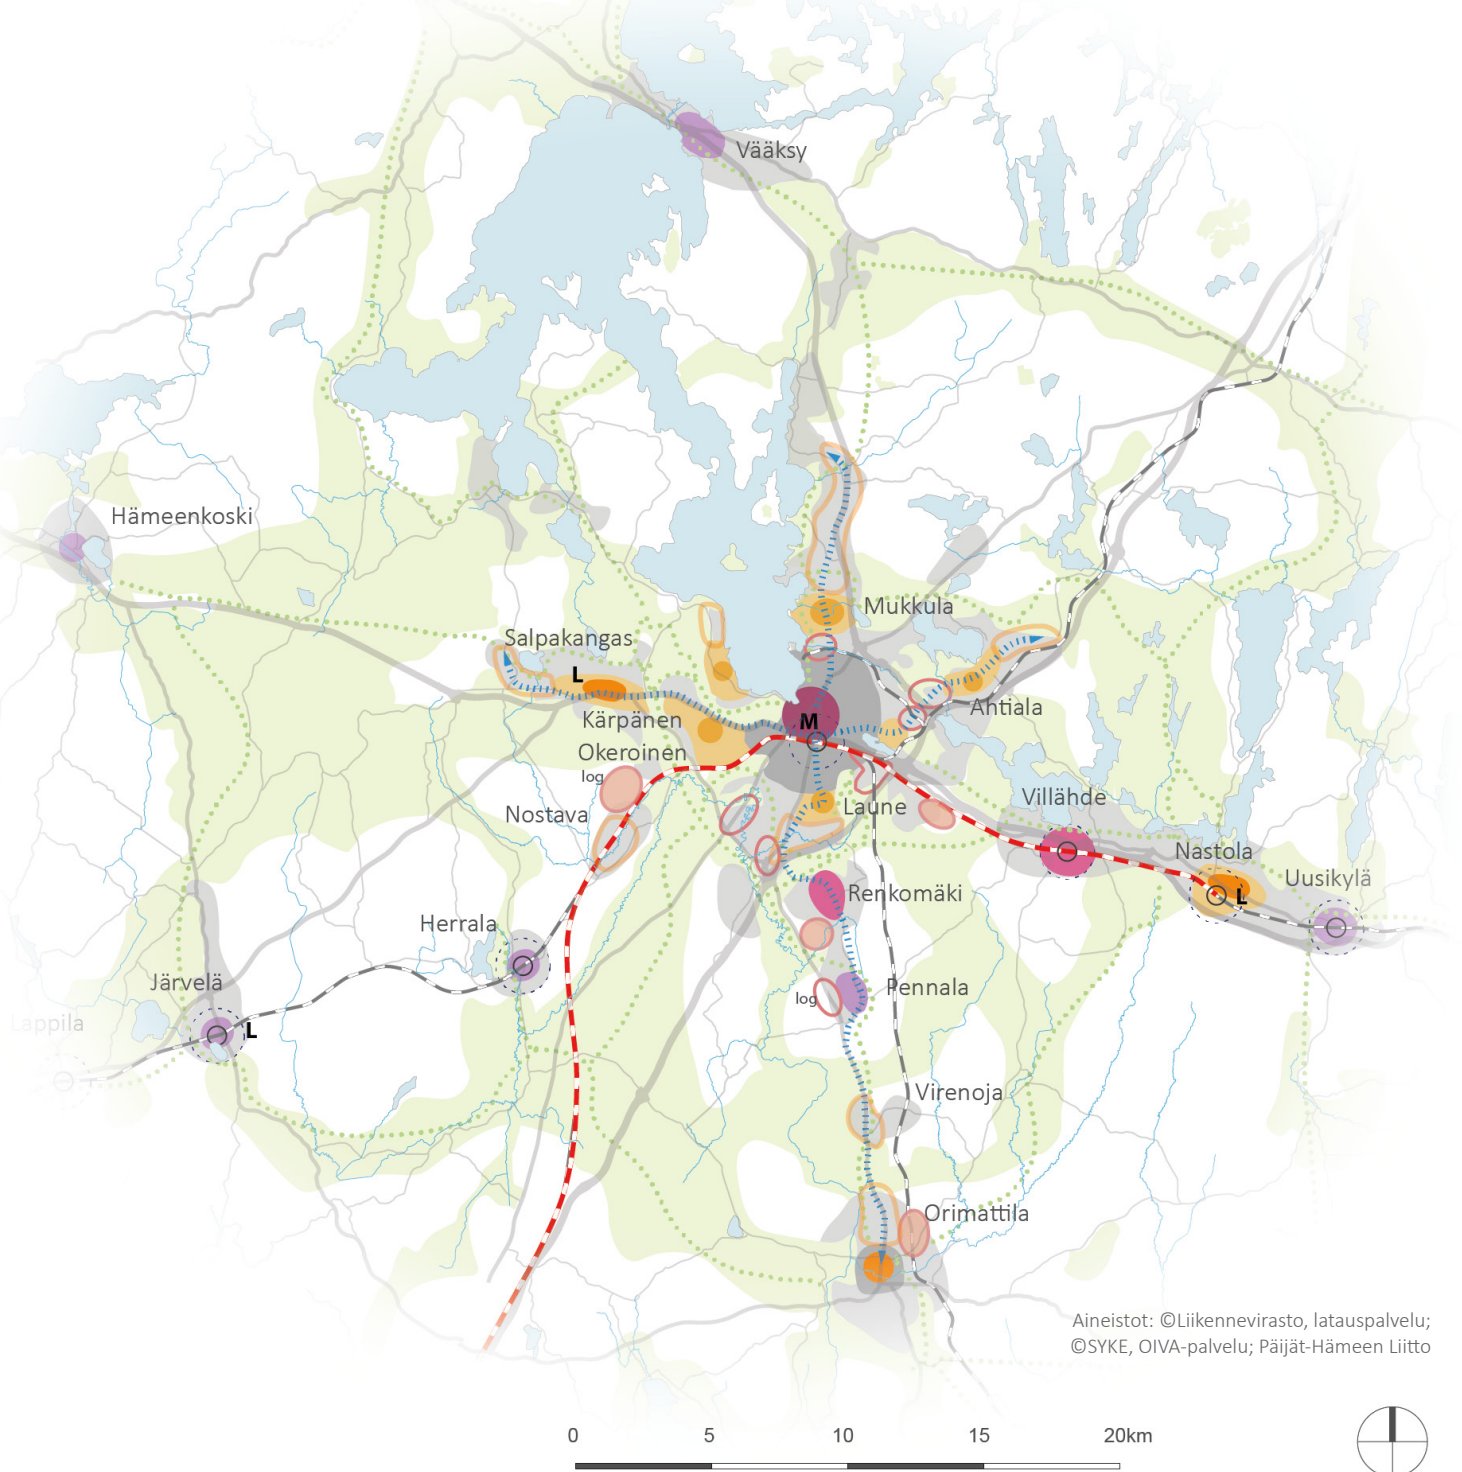 Vääksy
Hämeenkoski
Mukkula
Salpakangas
L
Ahtiala
Kärpänen
M
Okeroinen
log
Villähde
Nostava
Laune
Nastola
Uusikylä
L
Renkomäki
Herrala
Järvelä
Pennala
log
Lappila
L
Virenoja
Orimattila
Aineistot: ©Liikennevirasto, latauspalvelu;
©SYKE, OIVA-palvelu; Päijät-Hämeen Liitto
0 5 10 15 20km